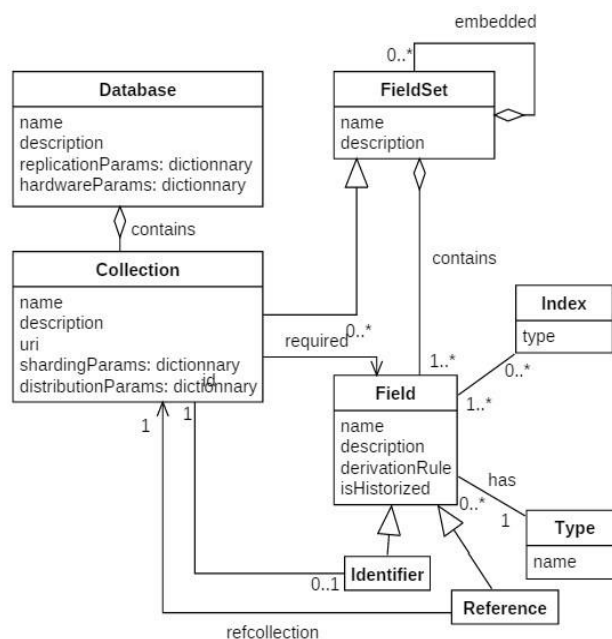 embedded
0..*
Database
name
description
replicationParams: dictionnary
hardwareParams: dictionnary
FieldSet
name
description
contains
Collection
name
description
uri
shardingParams: dictionnary
distributionParams: dictionnary
id
contains
0..*
required
Index
type
0..*
1..*
1..*
Field
name
description
derivationRule
isHistorized
1
1
has
0..*
1
Type
name
Identifier
0..1
Reference
refcollection